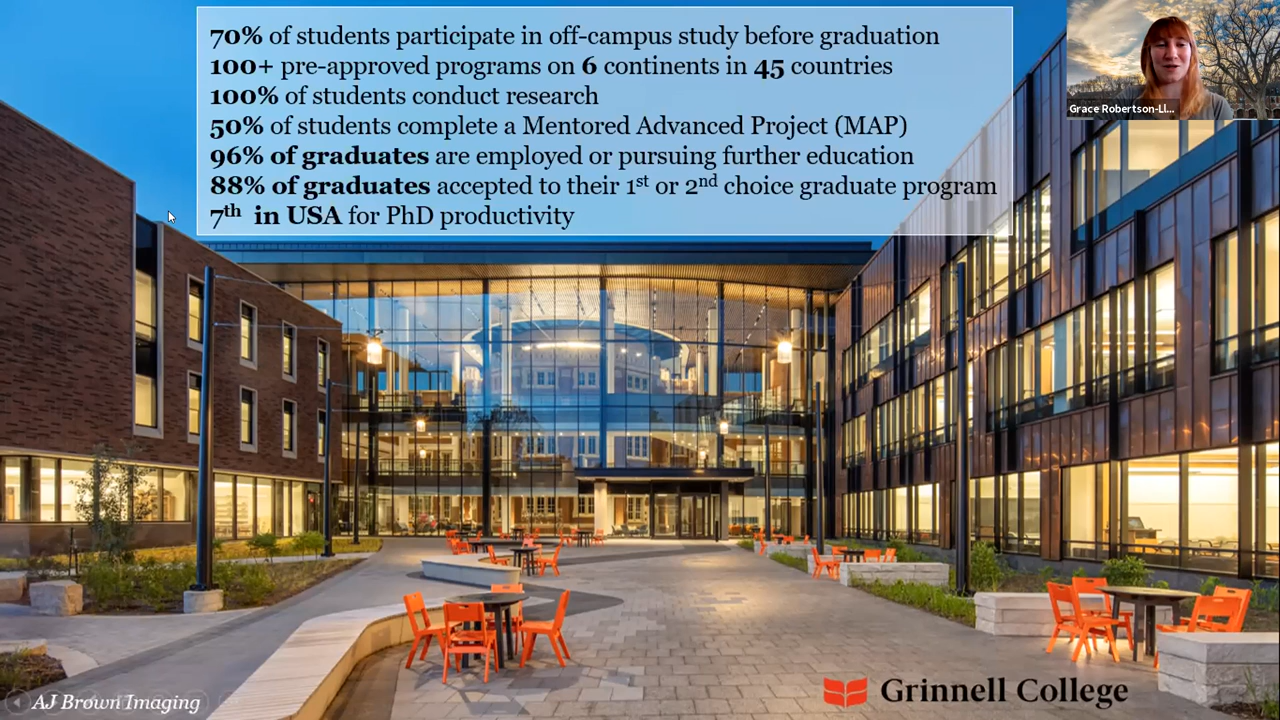 70% of students participate in off-campus study before graduation
100+ pre-approved programs on 6 continents in 45 countries
100% of students conduct research
50% of students complete a Mentored Advanced Project (MAP)
96% of graduates are employed or pursuing further education
88% of graduates accepted to their 1st or 2nd choice graduate program
7th in USA for PhD productivity
Grace Robertson-Ll...
AJ Brown Imaging
Grinnell College